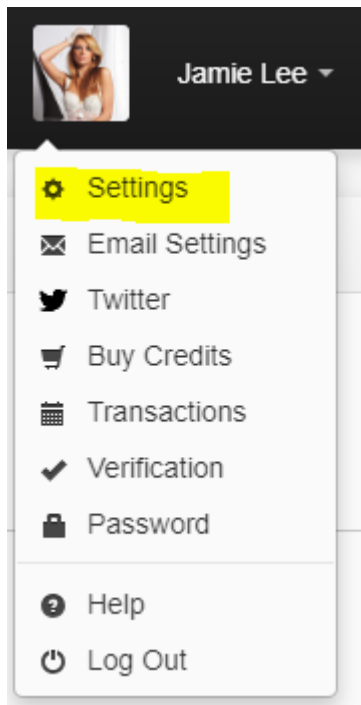 Jamie Lee
Settings
Email Settings
Twitter
Buy Credits
Transactions
Verification
Password
Help
Log Out